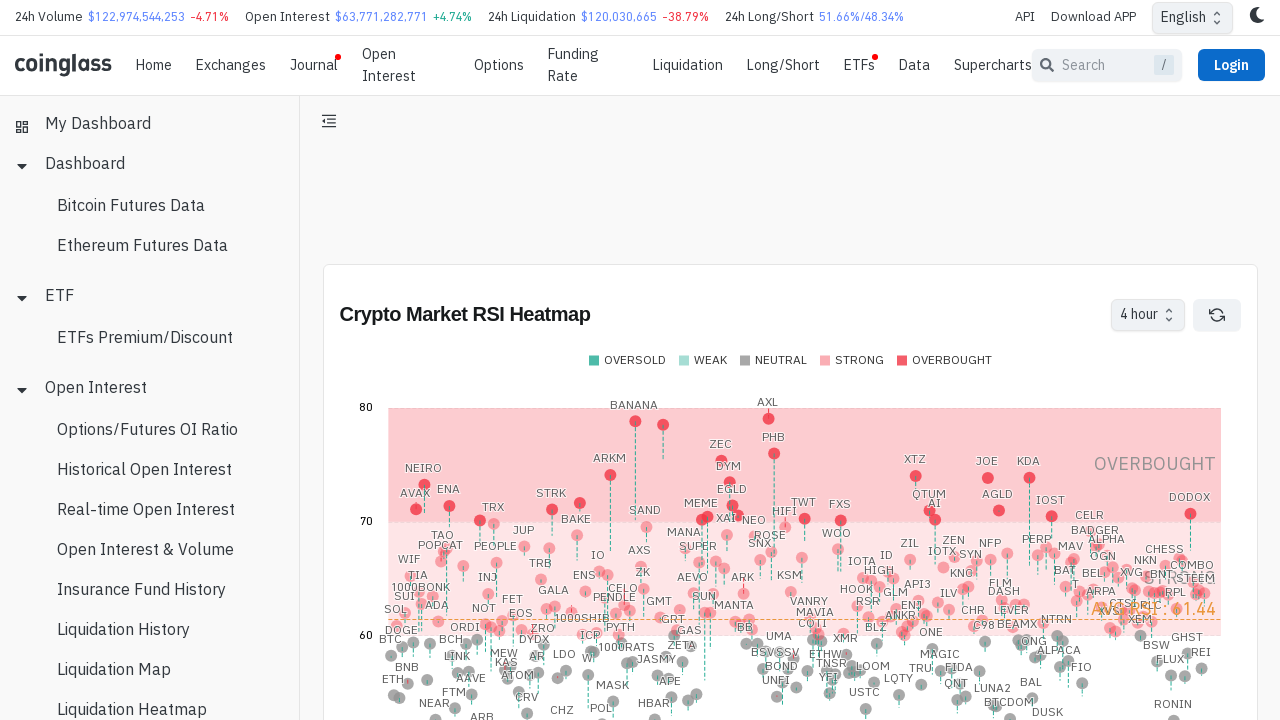 24h Volume $122,974,544,253 -4.71% Open Interest $63,771,282,771 +4.74% 24h Liquidation $120,030,665 -38.79% 24h Long/Short 51.66%/48.34% API Download APP English
coinglass Home Exchanges Journal Open Interest Options Funding Rate Liquidation Long/Short ETFs Data Supercharts Search / Login
My Dashboard
Dashboard
Bitcoin Futures Data
Ethereum Futures Data
ETF
ETFs Premium/Discount
Open Interest
Options/Futures OI Ratio
Historical Open Interest
Real-time Open Interest
Open Interest & Volume
Insurance Fund History
Liquidation History
Liquidation Map
Liquidation Heatmap
Crypto Market RSI Heatmap 4 hour
OVERSOLD WEAK NEUTRAL STRONG OVERBOUGHT
80
BANANA AXL
ZEC PHB
NEIRO ARKM DYM XTZ JOE KDA OVERBOUGHT
AVAX ENA STRK MEME EGLD TWT FXS QTUM AI AGLD IOST DODOX
TRX BAKE SAND XAI NEO HIFI CELR
70
TAO JUP MANA ROSE WOO BADGER
POPCAT PEOPLE AXS SUPER SNX ZIL ZEN NFP PERP MAV ALPHA CHESS
WIF TRB IO IOTA ID IOTX SYN OGN NKN COMBO
TIA INJ ENS ZK AEVO ARK KSM HIGH KNC BAT BEL XVG BNT STEEM
1000BONK GALA CELO HOOK GLM API3 ILV FLM DASH ARPA RPL
SUI ADA NOT FET PENDLE GMT SUN MANTA VANRY RSR ENJ CHR LEVER CTSI
SOL EOS 1000SHIB GRT MAVIA ANKR NTRN XVS XEM
DOGE ORDI ZRO PYTH GAS BB COTI BLZ ONE C98 BEAMX
60
BTC BCH DYDX ICP 1000RATS ZETA UMA XMR ONG BSW GHST
LINK MEW AR LDO W JASMY BSV SSV ETHW MAGIC ALPACA FLUX REI
BNB KAS BOND TNSR LOOM TRU FIDA FIO
ETH AAVE ATOM MASK APE UNFI YFI LQTY QNT LUNA2 BAL
NEAR FTM CRV POL HBAR USTC BTCDOM RONIN
ARB CHZ DUSK